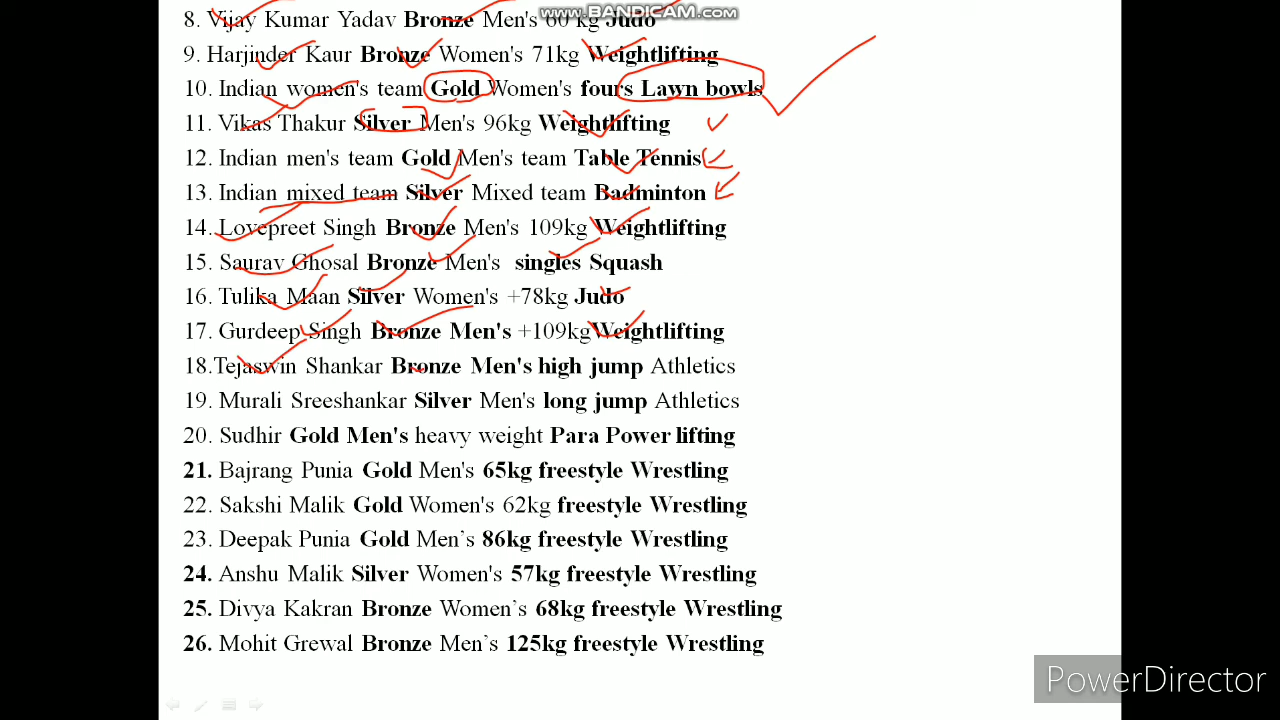 www.BANDICAM.com
8. Vijay Kumar Yadav Bronze Men's 60 kg Judo
9. Harjinder Kaur Bronze Women's 71kg Weightlifting
10. Indian women's team Gold Women's fours Lawn bowls
11. Vikas Thakur Silver Men's 96kg Weightlifting
12. Indian men's team Gold Men's team Table Tennis
13. Indian mixed team Silver Mixed team Badminton
14. Lovepreet Singh Bronze Men's 109kg Weightlifting
15. Saurav Ghosal Bronze Men's singles Squash
16. Tulika Maan Silver Women's +78kg Judo
17. Gurdeep Singh Bronze Men's +109kgWeightlifting
18.Tejaswin Shankar Bronze Men's high jump Athletics
19. Murali Sreeshankar Silver Men's long jump Athletics
20. Sudhir Gold Men's heavy weight Para Power lifting
21. Bajrang Punia Gold Men's 65kg freestyle Wrestling
22. Sakshi Malik Gold Women's 62kg freestyle Wrestling
23. Deepak Punia Gold Men’s 86kg freestyle Wrestling
24. Anshu Malik Silver Women's 57kg freestyle Wrestling
25. Divya Kakran Bronze Women’s 68kg freestyle Wrestling
26. Mohit Grewal Bronze Men’s 125kg freestyle Wrestling
PowerDirector